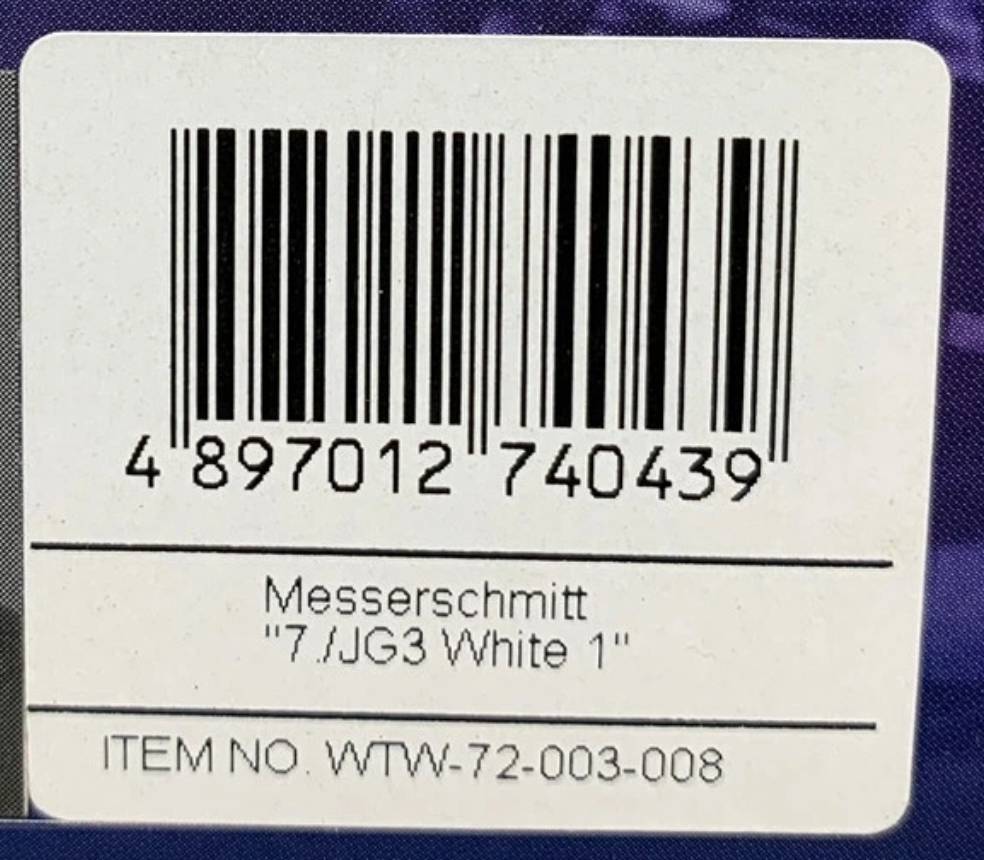 4 897012 740439
Messerschmitt
"7./JG3 White 1"
ITEM NO. WTW-72-003-008